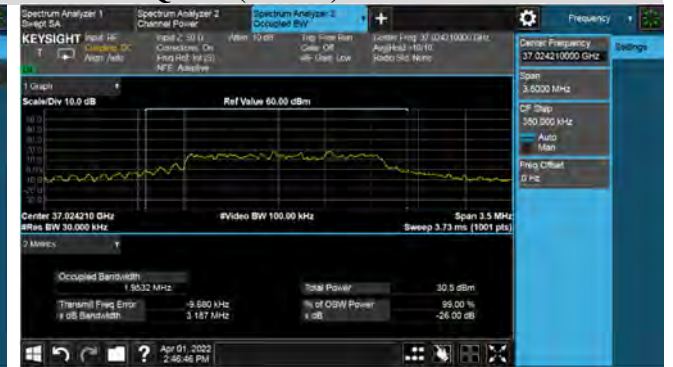 Spectrum Analyzer 1
Swept SA
Spectrum Analyzer 2
Channel Power
Spectrum Analyzer 2
Occupied BW
Frequency
KEYSIGHT Input: RF
Coupling: DC
Align: Auto
Input Z: 50 Ω
Corrections: On
Freq Ref: Int (S)
NFE: Adaptive
Atten: 10 dB
Trig: Free Run
Gate: Off
#IF Gain: Low
Center Freq: 37.024210000 GHz
Avg|Hold: >10/10
Radio Std: None
Center Frequency
37.024210000 GHz
Settings
Span
3.5000 MHz
CF Step
350.000 kHz
Auto
Man
Freq Offset
0 Hz
1 Graph
Scale/Div 10.0 dB
Ref Value 60.00 dBm
Center 37.024210 GHz
#Res BW 30.000 kHz
#Video BW 100.00 kHz
Span 3.5 MHz
Sweep 3.73 ms (1001 pts)
2 Metrics
Occupied Bandwidth
1.9532 MHz
Total Power
30.5 dBm
Transmit Freq Error
-9.680 kHz
% of OBW Power
99.00 %
x dB Bandwidth
3.187 MHz
x dB
-26.00 dB
?
Apr 01, 2022
2:46:46 PM